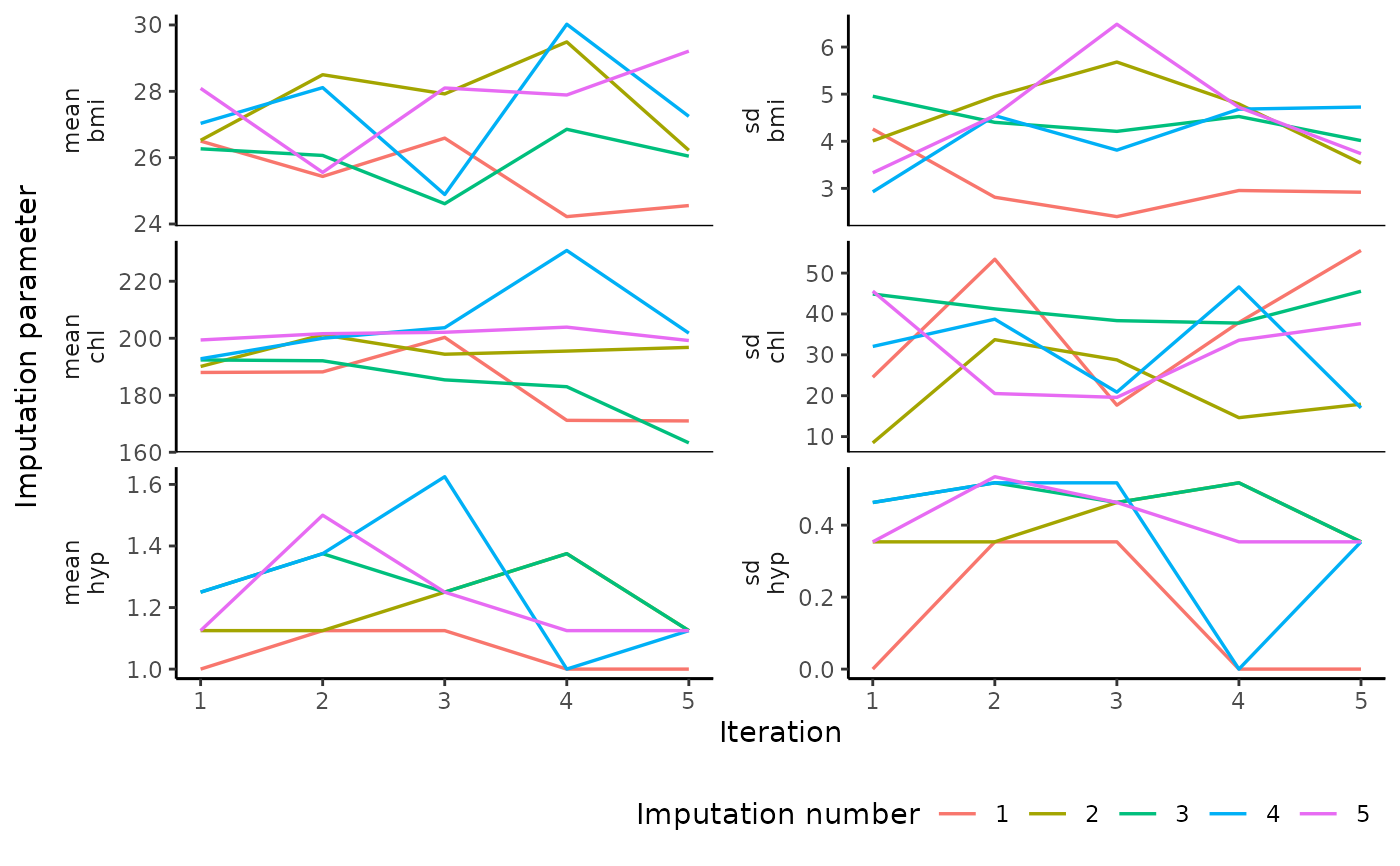 Imputation parameter
mean
bmi
30
28
26
24
sd
bmi
6
5
4
3
mean
chl
220
200
180
160
sd
chl
50
40
30
20
10
mean
hyp
1.6
1.4
1.2
1.0
sd
hyp
0.4
0.2
0.0
1 2 3 4 5
1 2 3 4 5
Iteration
Imputation number 1 2 3 4 5